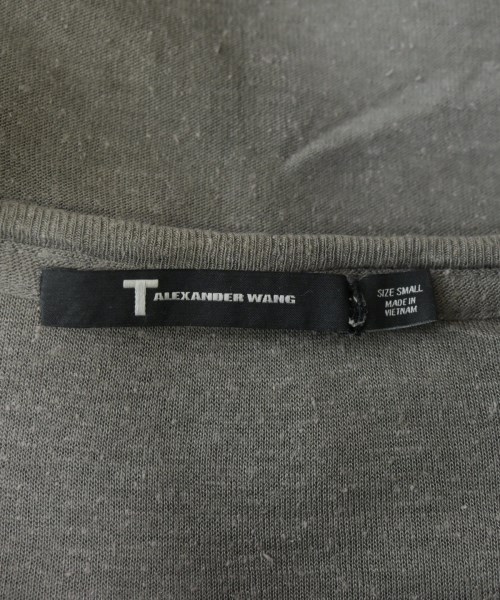 T ALEXANDER WANG
SIZE SMALL
MADE IN
VIETNAM